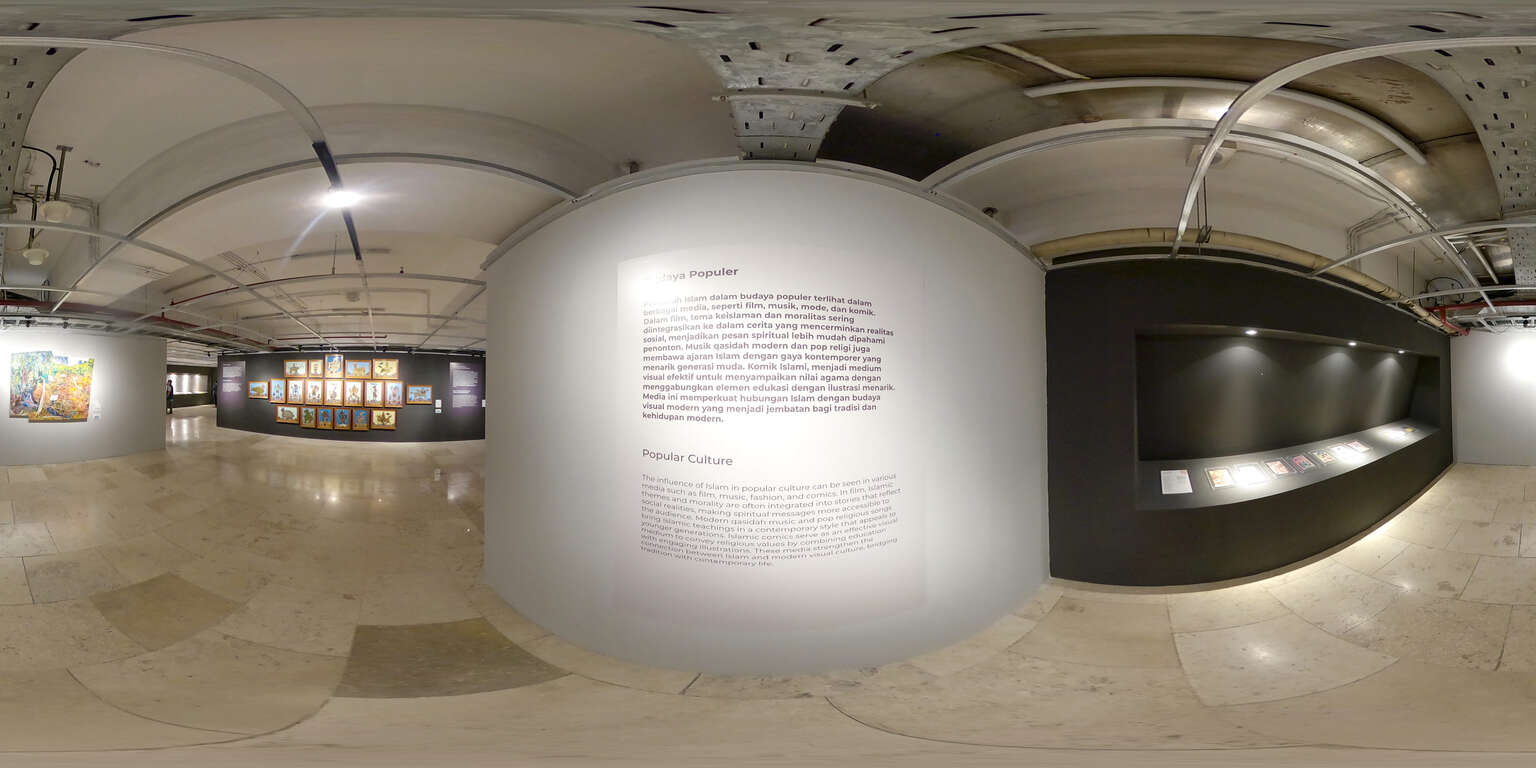 Budaya Populer
Pengaruh Islam dalam budaya populer terlihat dalam
berbagai media, seperti film, musik, mode, dan komik.
Dalam film, tema keislaman dan moralitas sering
diintegrasikan ke dalam cerita yang mencerminkan realitas
sosial, menjadikan pesan spiritual lebih mudah dipahami
penonton. Musik qasidah modern dan pop religi juga
membawa ajaran Islam dengan gaya kontemporer yang
menarik generasi muda. Komik Islami, menjadi medium
visual efektif untuk menyampaikan nilai agama dengan
menggabungkan elemen edukasi dengan ilustrasi menarik.
Media ini memperkuat hubungan Islam dengan budaya
visual modern yang menjadi jembatan bagi tradisi dan
kehidupan modern.
Popular Culture
The influence of Islam in popular culture can be seen in various
media such as film, music, fashion, and comics. In film, Islamic
themes and morality are often integrated into stories that reflect
social realities, making spiritual messages more accessible to
the audience. Modern qasidah music and pop religious songs
bring Islamic teachings in a contemporary style that appeals to
younger generations. Islamic comics serve as an effective visual
medium to convey religious values by combining education
with engaging illustrations. These media strengthen the
connection between Islam and modern visual culture, bridging
tradition with contemporary life.